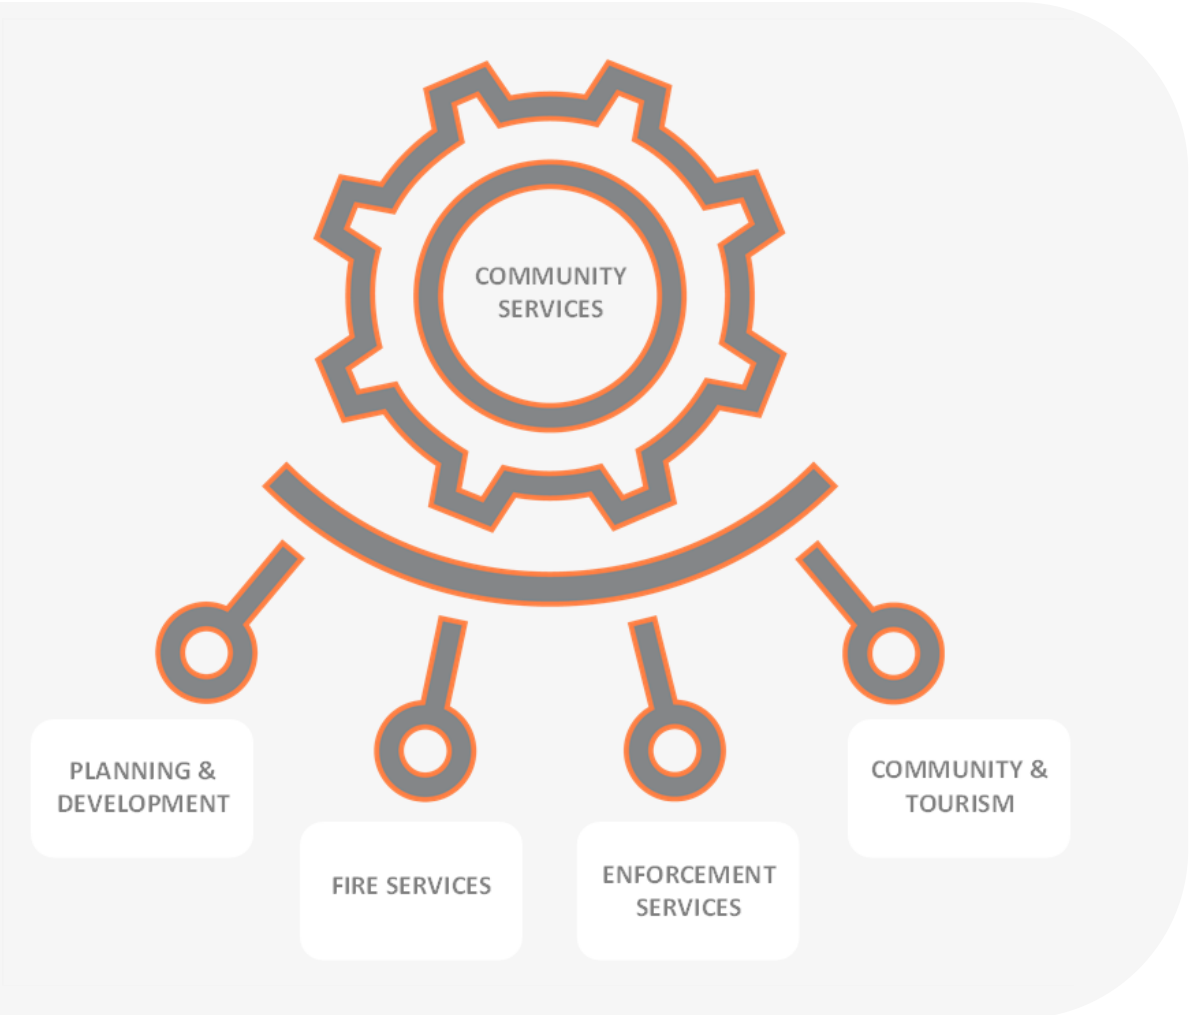 COMMUNITY
SERVICES
PLANNING &
DEVELOPMENT
FIRE SERVICES
ENFORCEMENT
SERVICES
COMMUNITY &
TOURISM